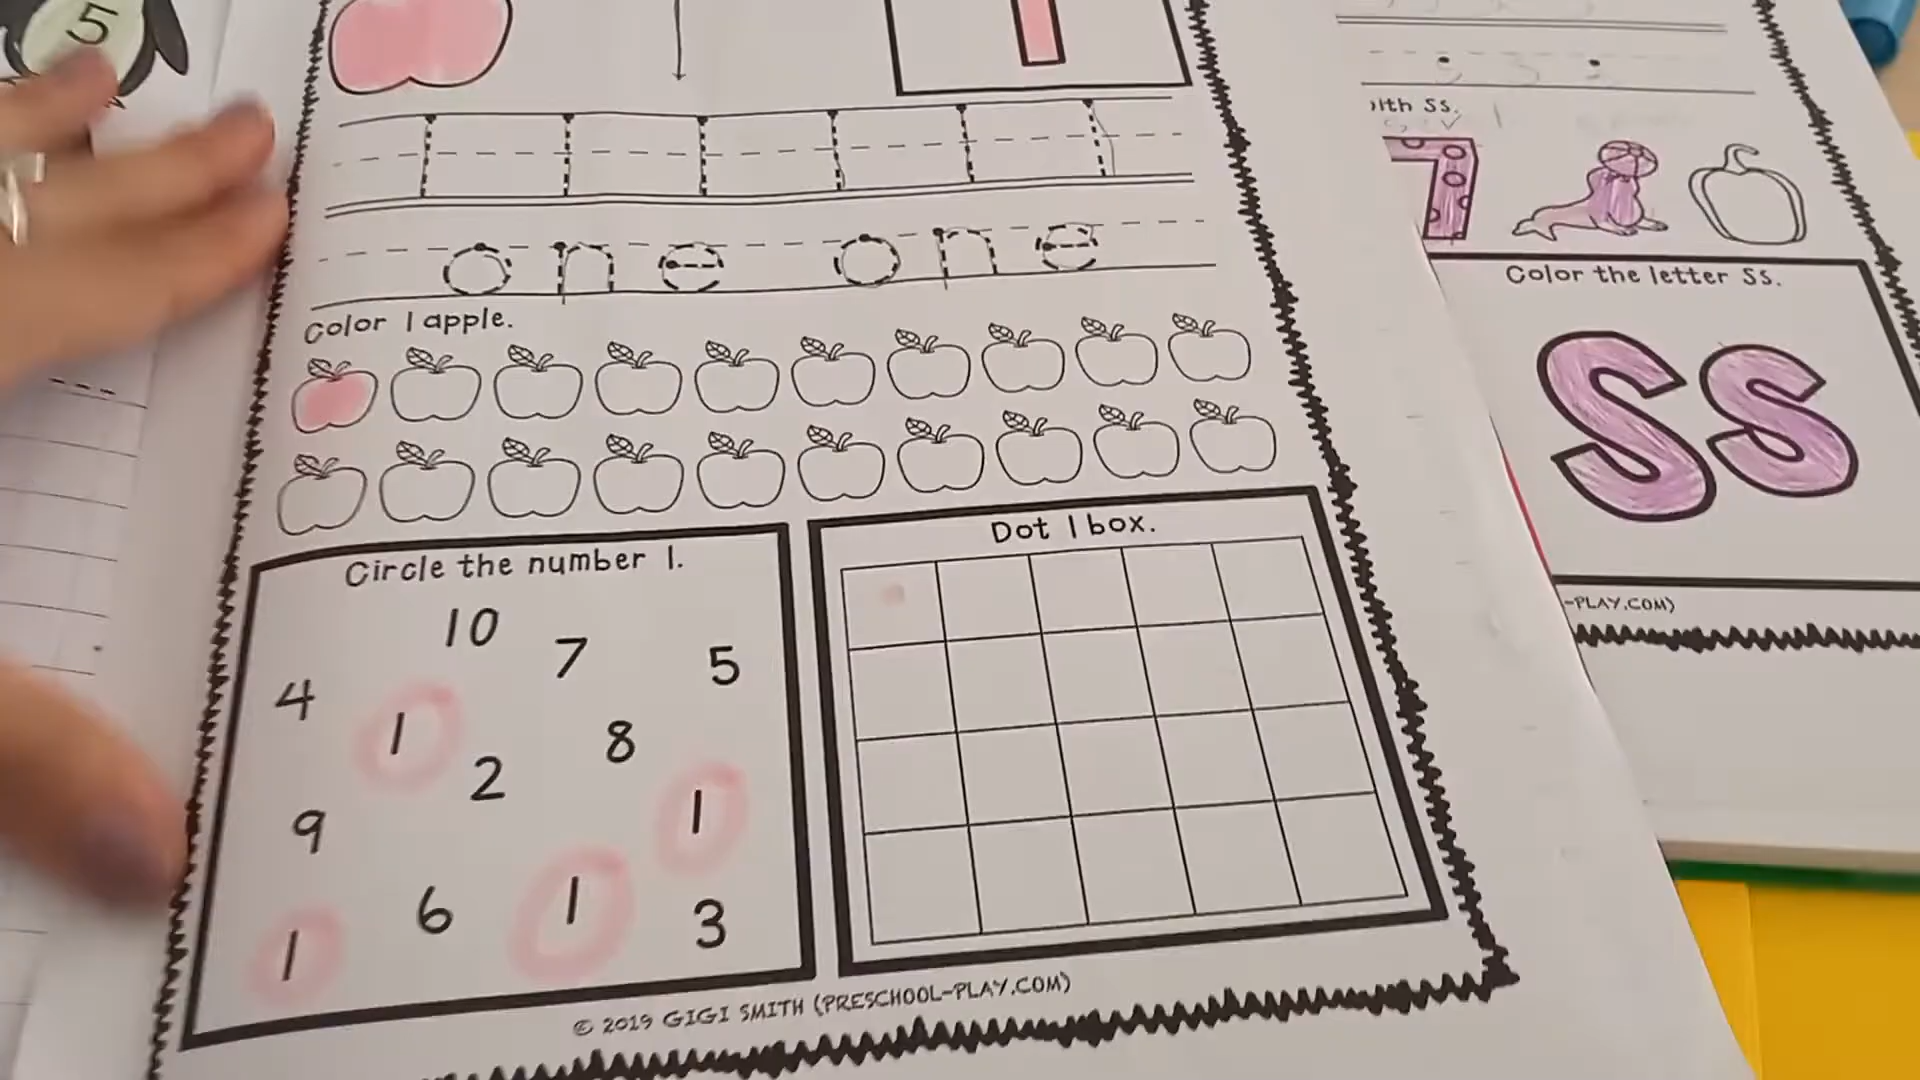 5
one one
Color 1 apple.
Circle the number 1.
10
7
5
4
1
8
2
1
9
1
6
3
1
Dot 1 box.
© 2019 GIGI SMITH (PRESCHOOL-PLAY.COM)
with Ss.
Color the letter Ss.
Ss
-PLAY.COM)